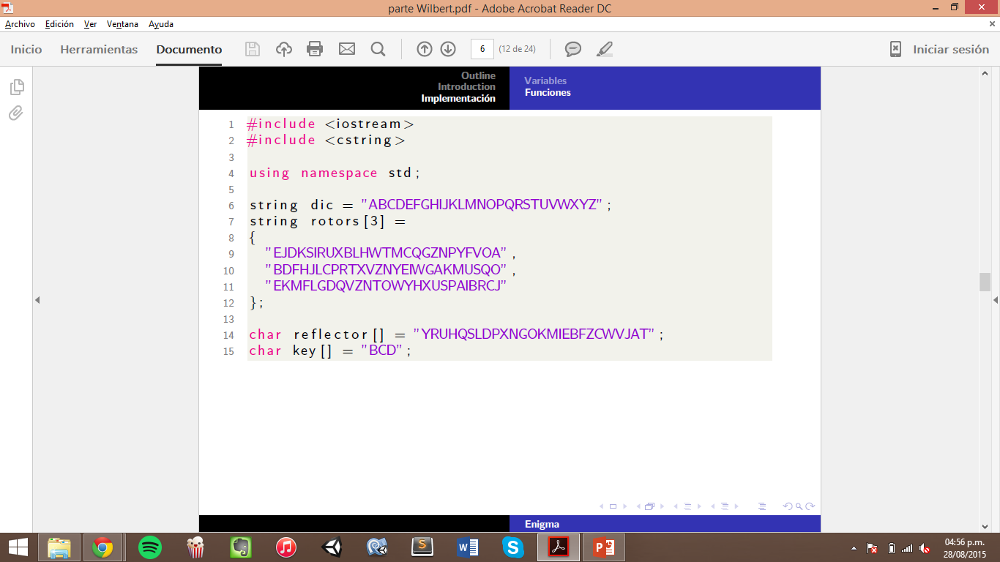 parte Wilbert.pdf - Adobe Acrobat Reader DC
Archivo Edición Ver Ventana Ayuda
Inicio Herramientas Documento 6 (12 de 24) Iniciar sesión
Outline
Introduction
Implementación
Variables
Funciones
1 #include <iostream>
2 #include <cstring>
3
4 using namespace std;
5
6 string dic = "ABCDEFGHIJKLMNOPQRSTUVWXYZ";
7 string rotors[3] =
8 {
9 "EJDKSIRUXBLHWTMCQGZNPYFVOA",
10 "BDFHJLCPRTXVZNYEIWGAKMUSQO",
11 "EKMFLGDQVZNTOWYHXUSPAIBRCJ"
12 };
13
14 char reflector[] = "YRUHQSLDPXNGOKMIEBFZCWVJAT";
15 char key[] = "BCD";
Enigma
04:56 p.m.
28/08/2015